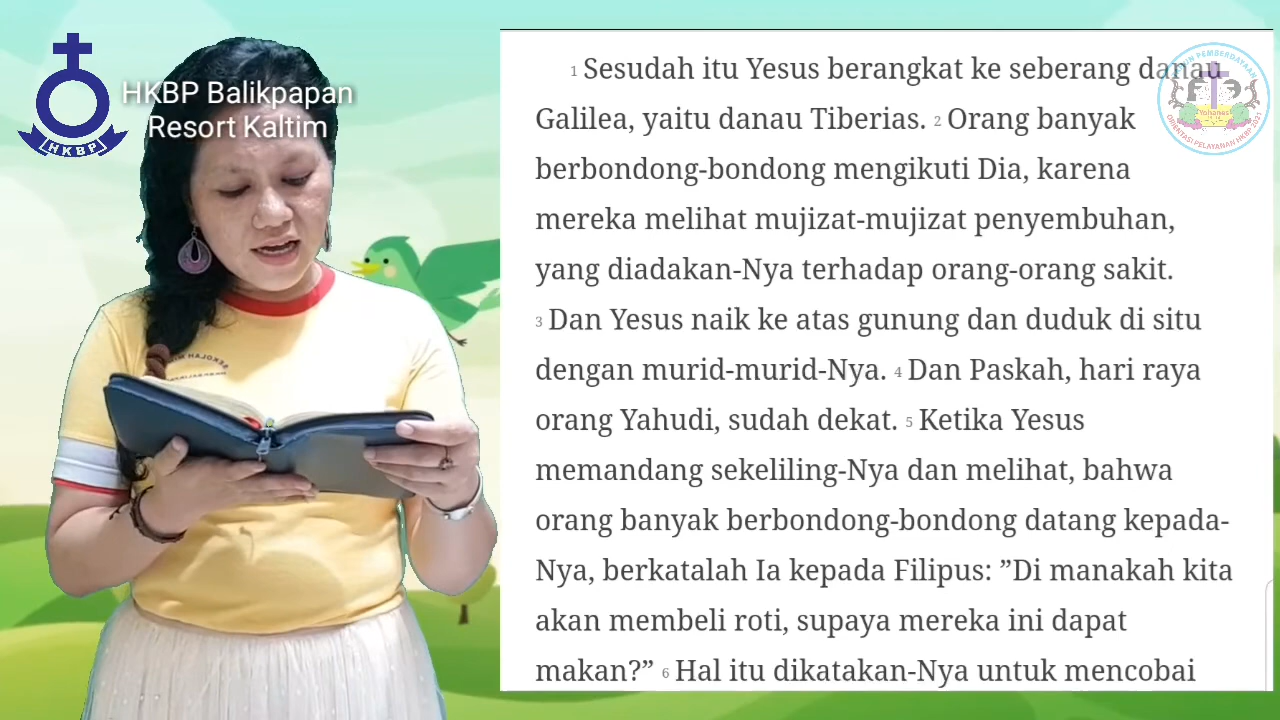 HKBP Balikpapan
Resort Kaltim
HKBP
1 Sesudah itu Yesus berangkat ke seberang danau
Galilea, yaitu danau Tiberias. 2 Orang banyak
berbondong-bondong mengikuti Dia, karena
mereka melihat mujizat-mujizat penyembuhan,
yang diadakan-Nya terhadap orang-orang sakit.
3 Dan Yesus naik ke atas gunung dan duduk di situ
dengan murid-murid-Nya. 4 Dan Paskah, hari raya
orang Yahudi, sudah dekat. 5 Ketika Yesus
memandang sekeliling-Nya dan melihat, bahwa
orang banyak berbondong-bondong datang kepada-
Nya, berkatalah Ia kepada Filipus: ”Di manakah kita
akan membeli roti, supaya mereka ini dapat
makan?” 6 Hal itu dikatakan-Nya untuk mencobai